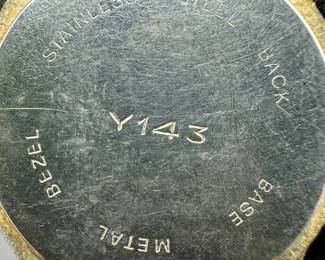 STAINLESS STEEL BACK
Y143
BASE METAL BEZEL